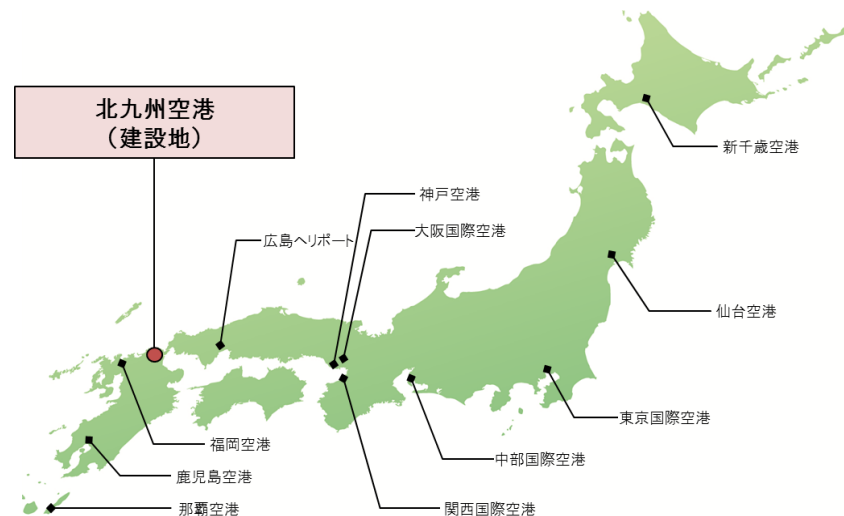 北九州空港
（建設地）
新千歳空港
神戸空港
大阪国際空港
広島ヘリポート
仙台空港
東京国際空港
福岡空港
中部国際空港
鹿児島空港
那覇空港
関西国際空港